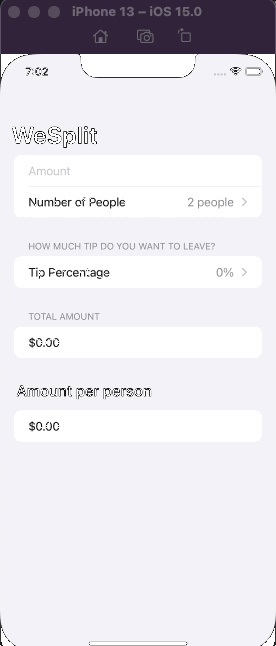 iPhone 13 – iOS 15.0
7:02
WeSplit
Amount
Number of People 2 people
HOW MUCH TIP DO YOU WANT TO LEAVE?
Tip Percentage 0%
TOTAL AMOUNT
$0.00
Amount per person
$0.00